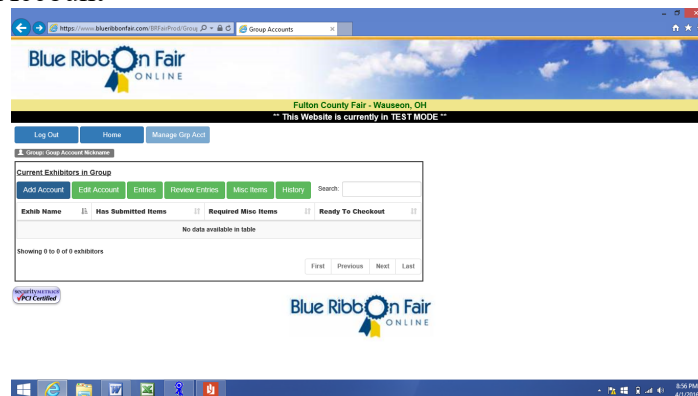 https://www.blueribbonfair.com/BRFairProd/Group
Group Accounts
Blue Ribbon Fair
ONLINE
Fulton County Fair - Wauseon, OH
** This Website is currently in TEST MODE **
Log Out Home Manage Grp Acct
Group: Goup Account Nickname
Current Exhibitors in Group
Add Account Edit Account Entries Review Entries Misc Items History Search:
Exhib Name Has Submitted Items Required Misc Items Ready To Checkout
No data available in table
Showing 0 to 0 of 0 exhibitors
First Previous Next Last
SecurityMetrics
PCI Certified
Blue Ribbon Fair
ONLINE
8:56 PM